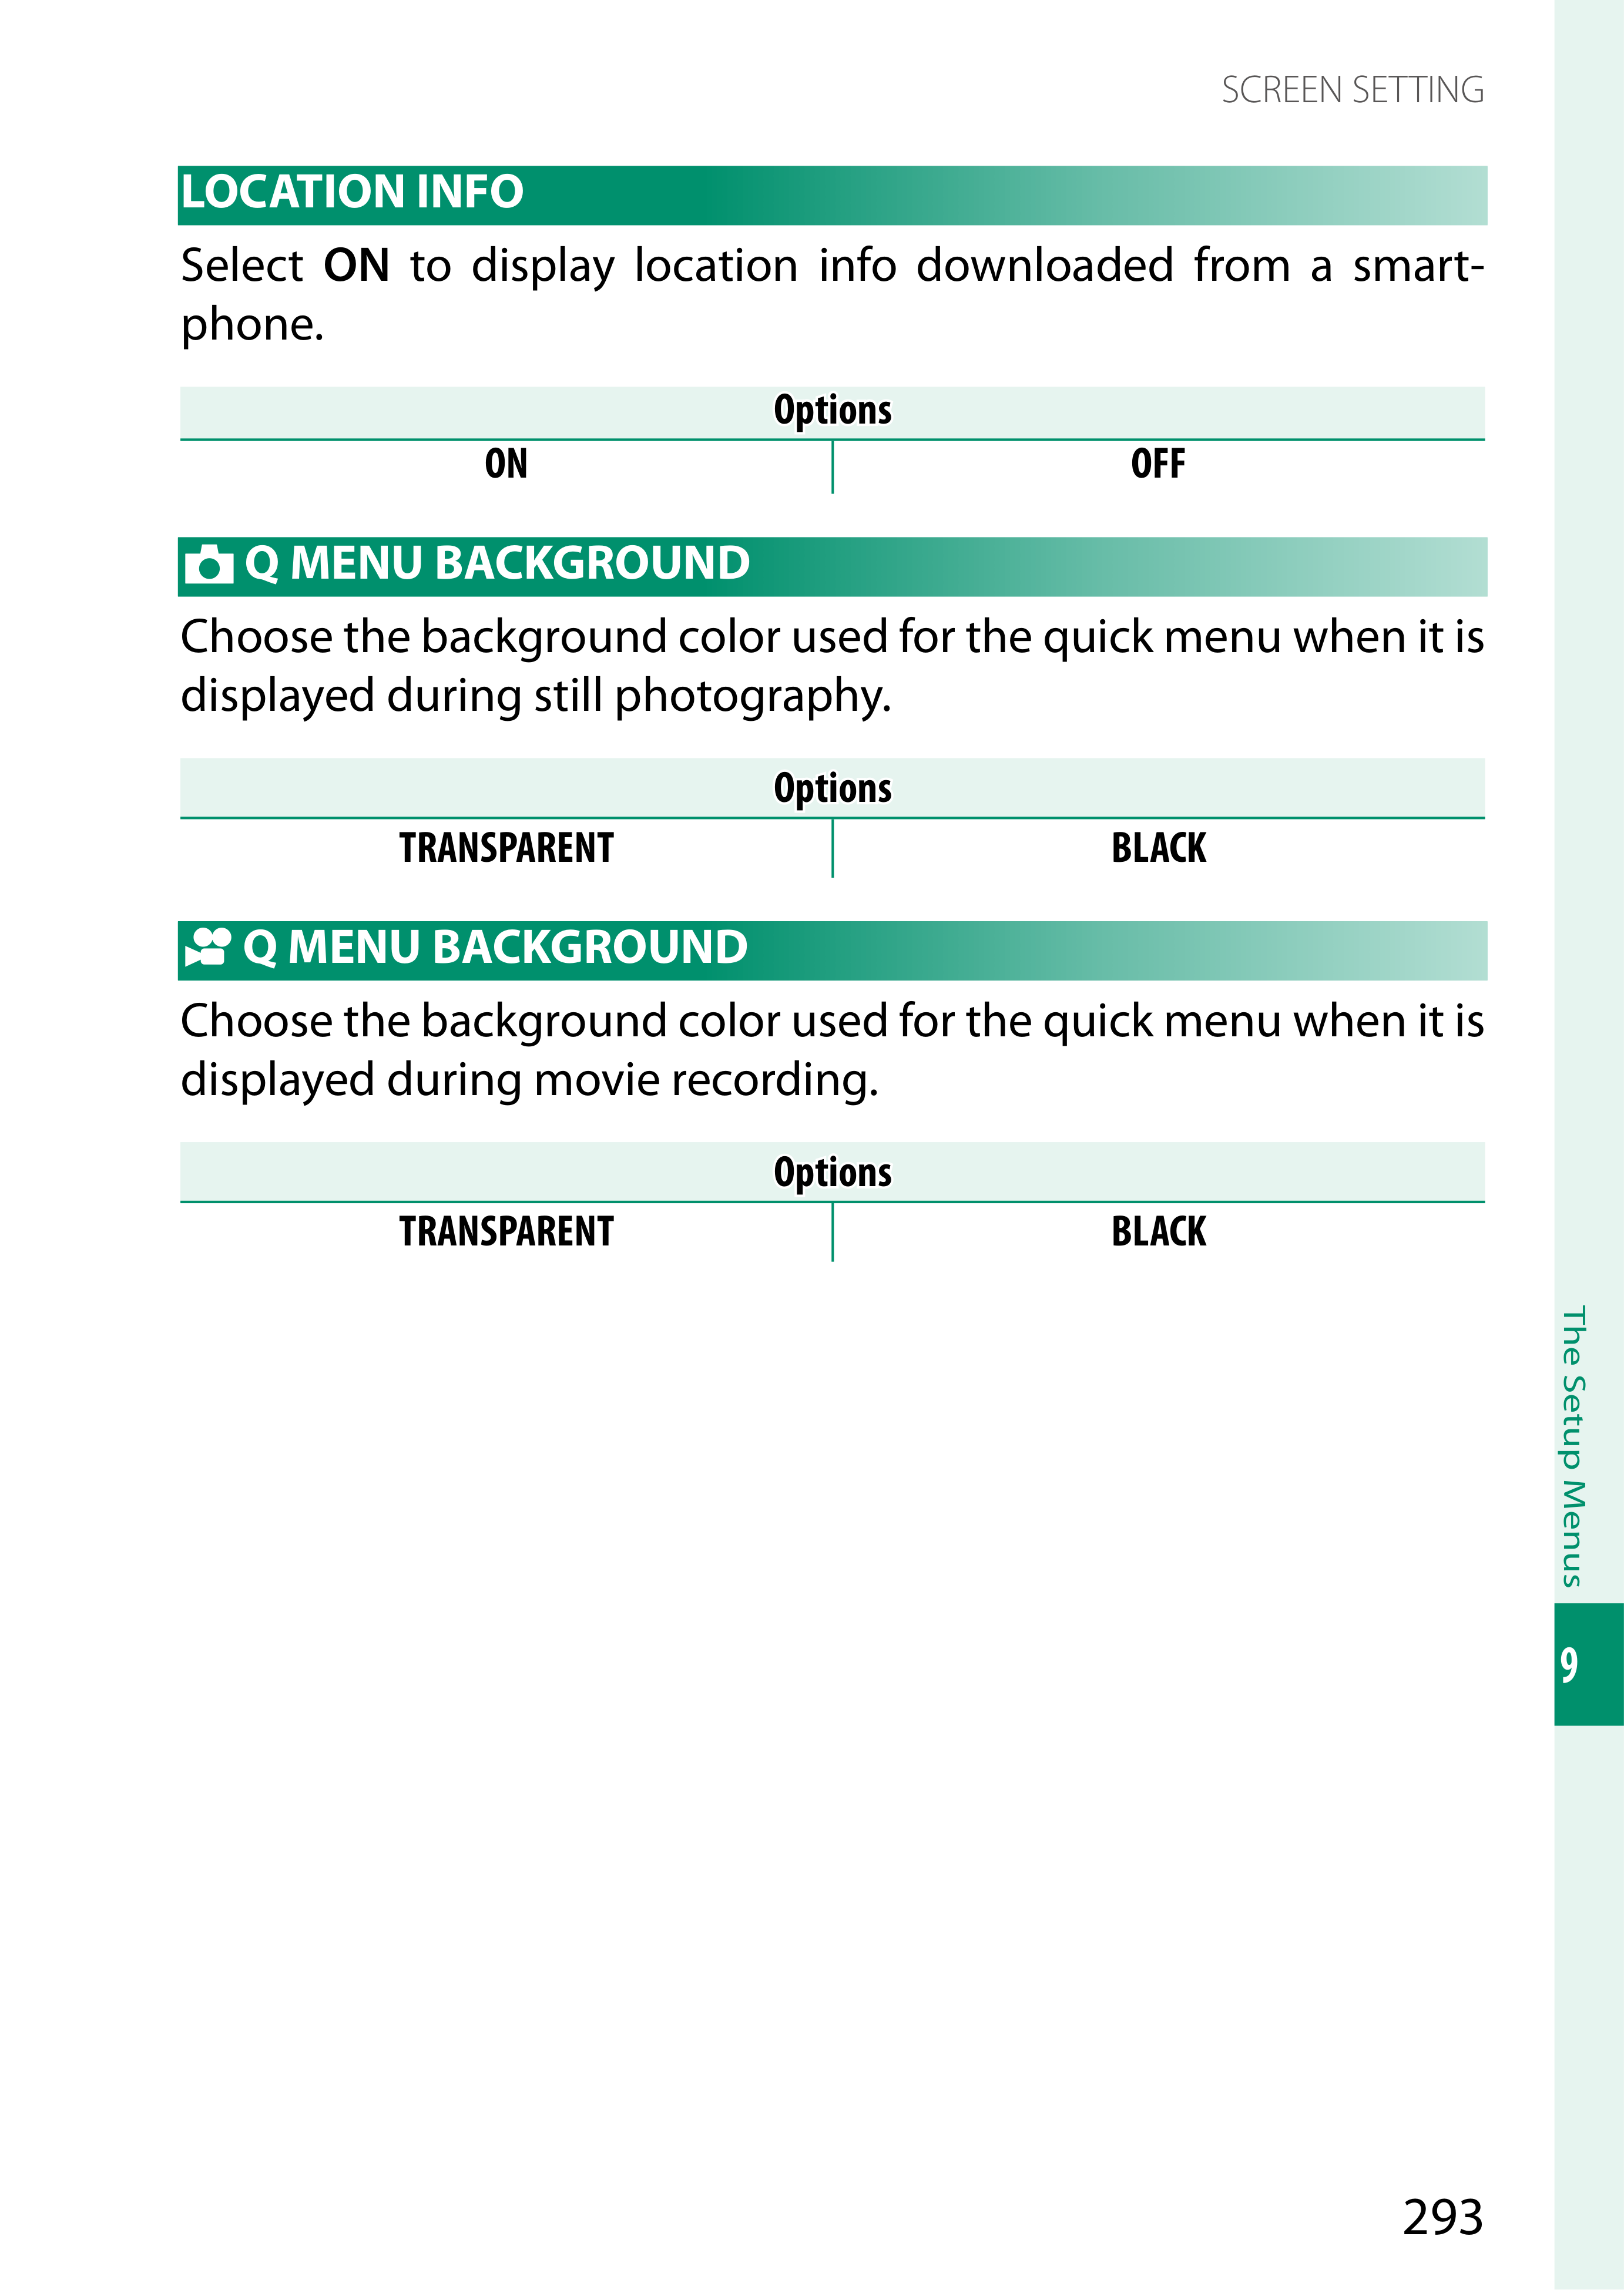 SCREEN SETTING
LOCATION INFO
Select ON to display location info downloaded from a smart-
phone.
Options
ON OFF
Q MENU BACKGROUND
Choose the background color used for the quick menu when it is
displayed during still photography.
Options
TRANSPARENT BLACK
Q MENU BACKGROUND
Choose the background color used for the quick menu when it is
displayed during movie recording.
Options
TRANSPARENT BLACK
The Setup Menus
9
293